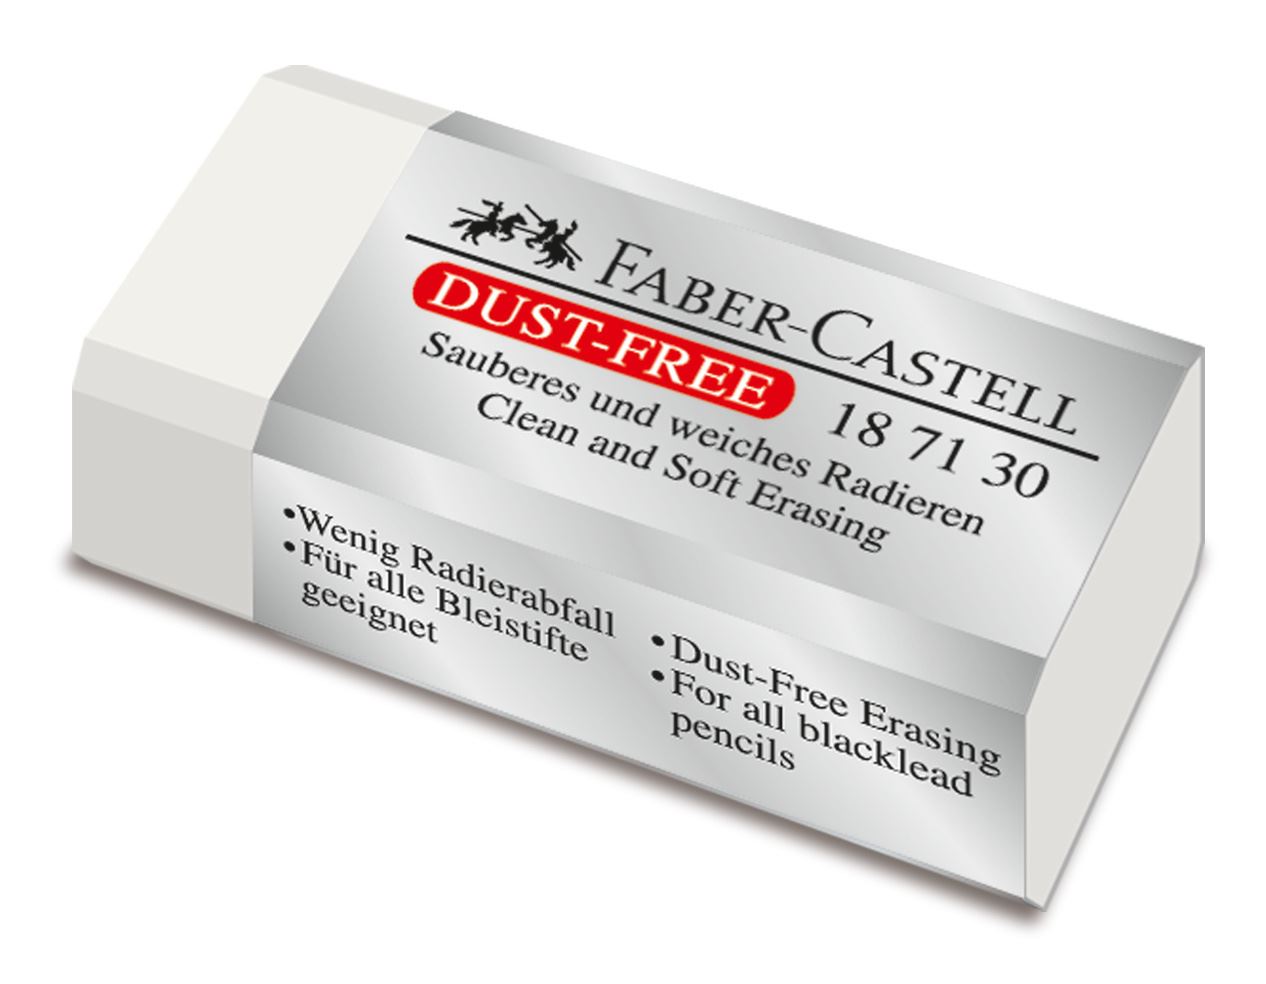 FABER-CASTELL
DUST-FREE
18 71 30
Sauberes und weiches Radieren
Clean and Soft Erasing
•Wenig Radierabfall
•Für alle Bleistifte
geeignet
•Dust-Free Erasing
•For all blacklead
pencils